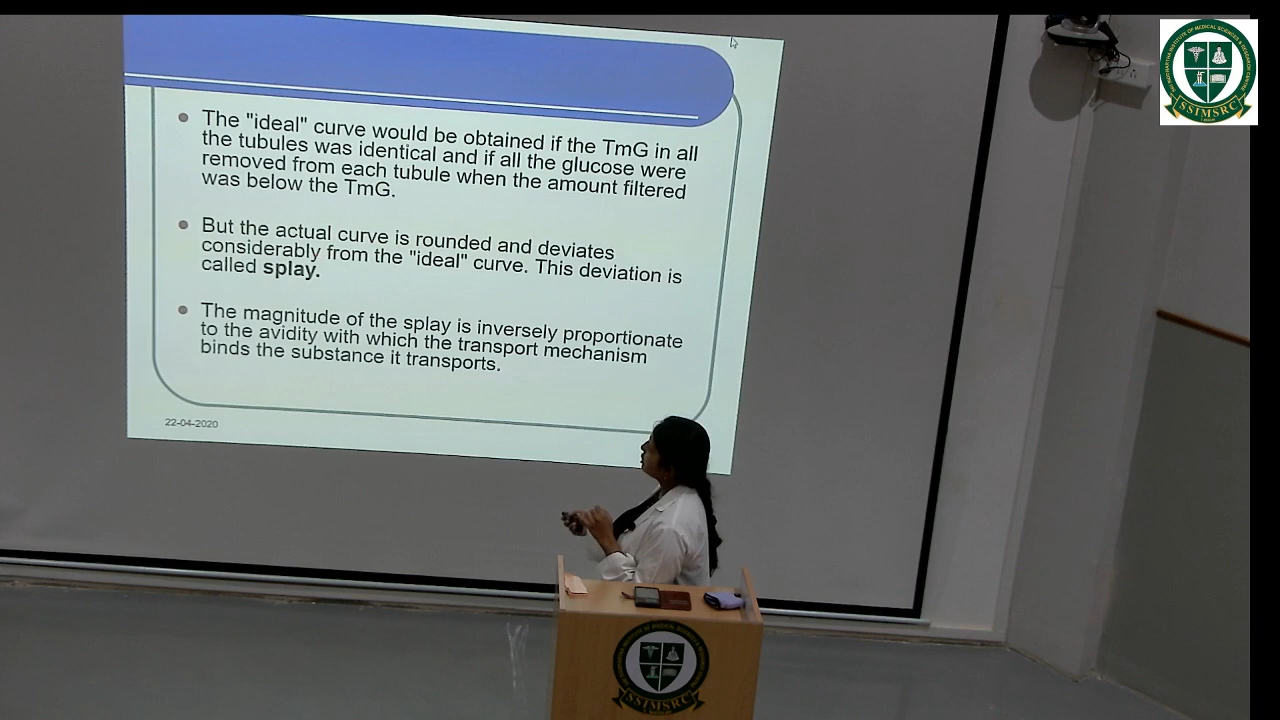 The "ideal" curve would be obtained if the TmG in all
the tubules was identical and if all the glucose were
removed from each tubule when the amount filtered
was below the TmG.
But the actual curve is rounded and deviates
considerably from the "ideal" curve. This deviation is
called splay.
The magnitude of the splay is inversely proportionate
to the avidity with which the transport mechanism
binds the substance it transports.
22-04-2020
SSIMSRC
SSIMSRC